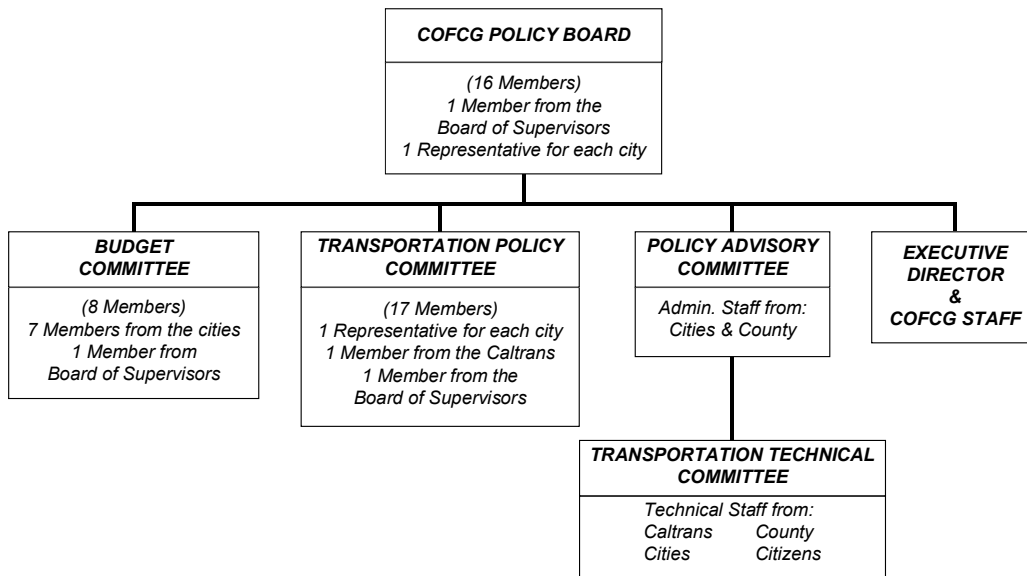 COFCG POLICY BOARD
(16 Members)
1 Member from the
Board of Supervisors
1 Representative for each city
BUDGET
COMMITTEE
(8 Members)
7 Members from the cities
1 Member from
Board of Supervisors
TRANSPORTATION POLICY
COMMITTEE
(17 Members)
1 Representative for each city
1 Member from the Caltrans
1 Member from the
Board of Supervisors
POLICY ADVISORY
COMMITTEE
Admin. Staff from:
Cities & County
EXECUTIVE
DIRECTOR
&
COFCG STAFF
TRANSPORTATION TECHNICAL
COMMITTEE
Technical Staff from:
Caltrans County
Cities Citizens